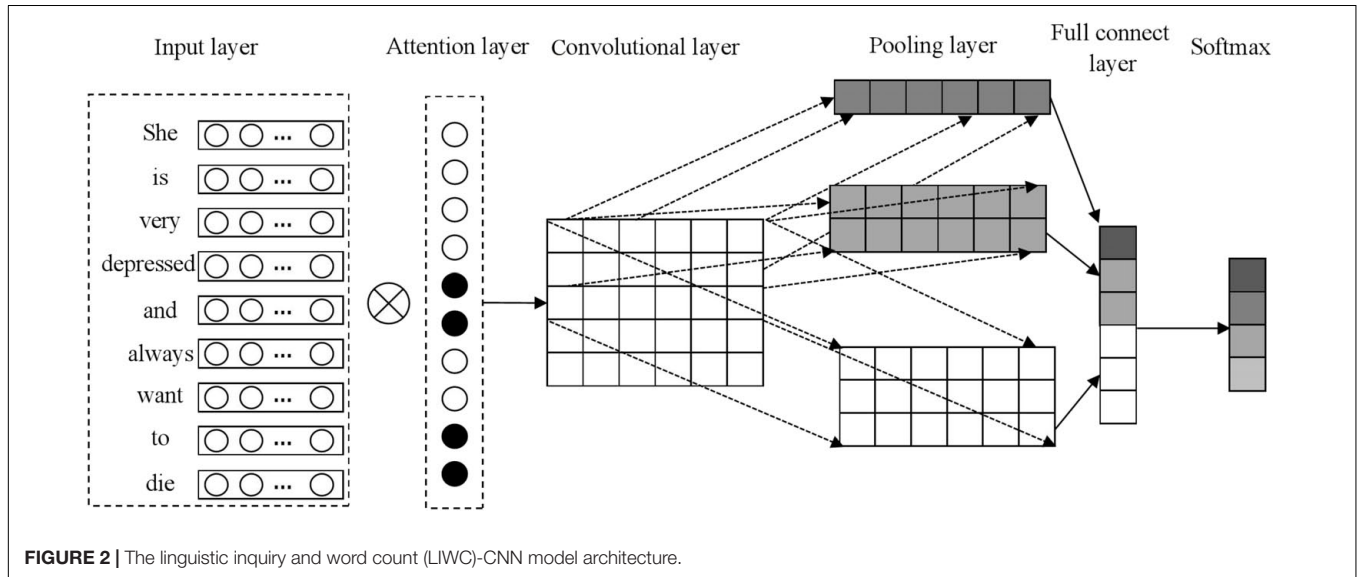 Input layer
Attention layer
Convolutional layer
Pooling layer
Full connect
layer
Softmax
She
...
is
...
very
...
depressed
...
and
...
always
...
want
...
to
...
die
...
FIGURE 2 | The linguistic inquiry and word count (LIWC)-CNN model architecture.